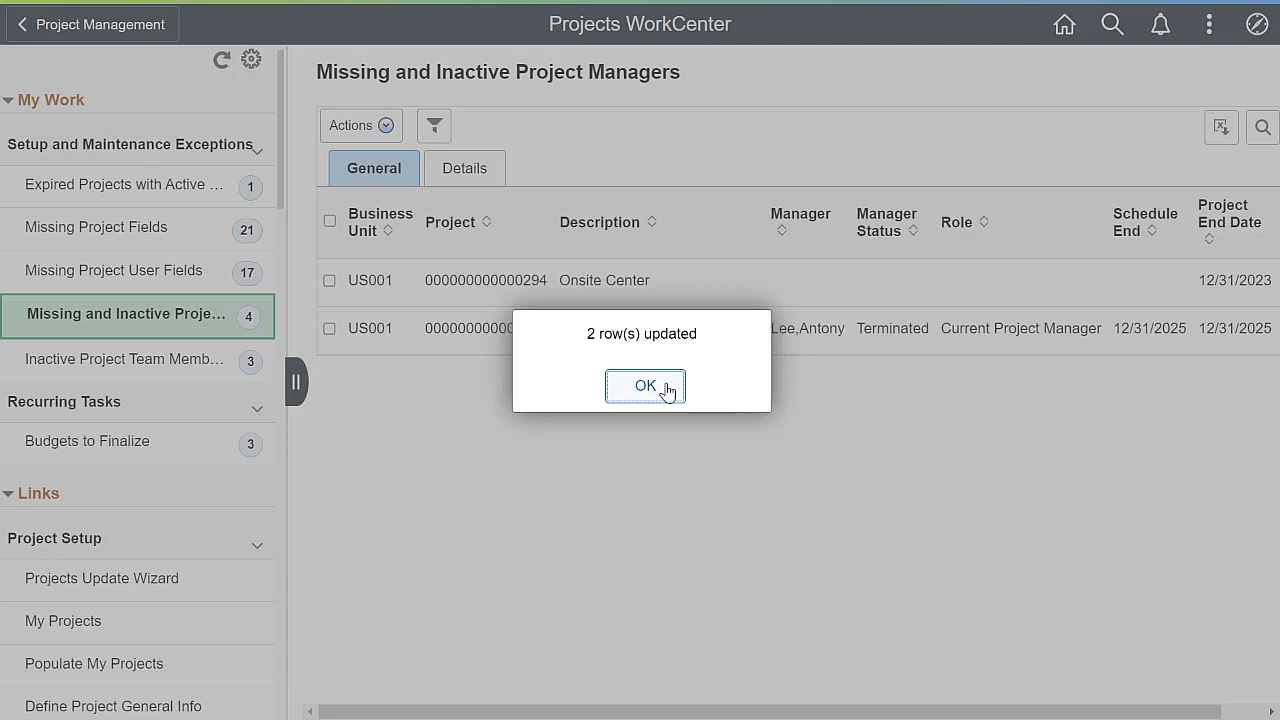 Project Management
Projects WorkCenter
My Work
Setup and Maintenance Exceptions
Expired Projects with Active ... 1
Missing Project Fields 21
Missing Project User Fields 17
Missing and Inactive Proje... 4
Inactive Project Team Memb... 3
Recurring Tasks
Budgets to Finalize 3
Links
Project Setup
Projects Update Wizard
My Projects
Populate My Projects
Define Project General Info
Missing and Inactive Project Managers
Actions
General Details
Business Unit Project Description Manager Manager Status Role Schedule End Project End Date
US001 000000000000294 Onsite Center 12/31/2023
US001 00000000000 Lee,Antony Terminated Current Project Manager 12/31/2025 12/31/2025
2 row(s) updated
OK